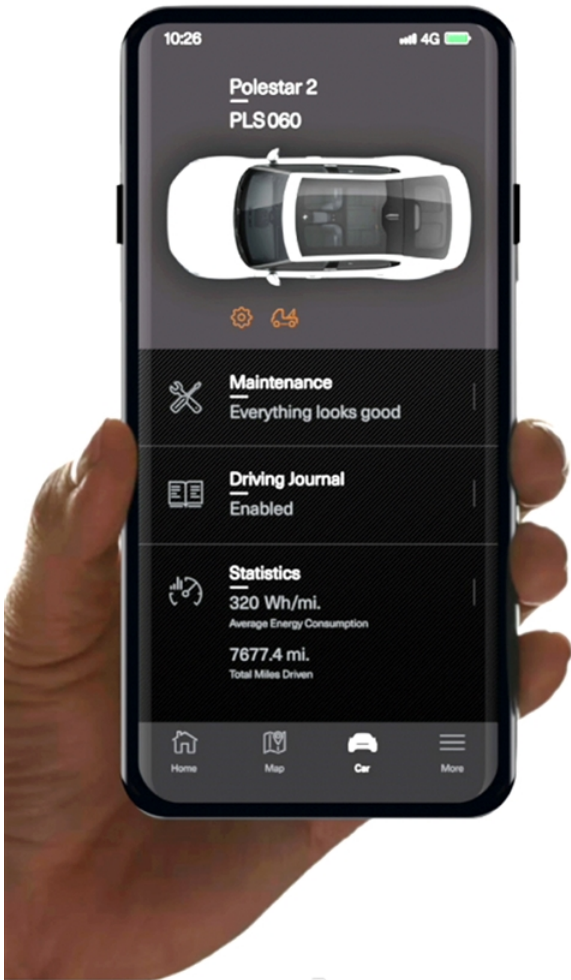 10:26
4G
Polestar 2
PLS 060
Maintenance
Everything looks good
Driving Journal
Enabled
Statistics
320 Wh/mi.
Average Energy Consumption
7677.4 mi.
Total Miles Driven
Home
Map
Car
More